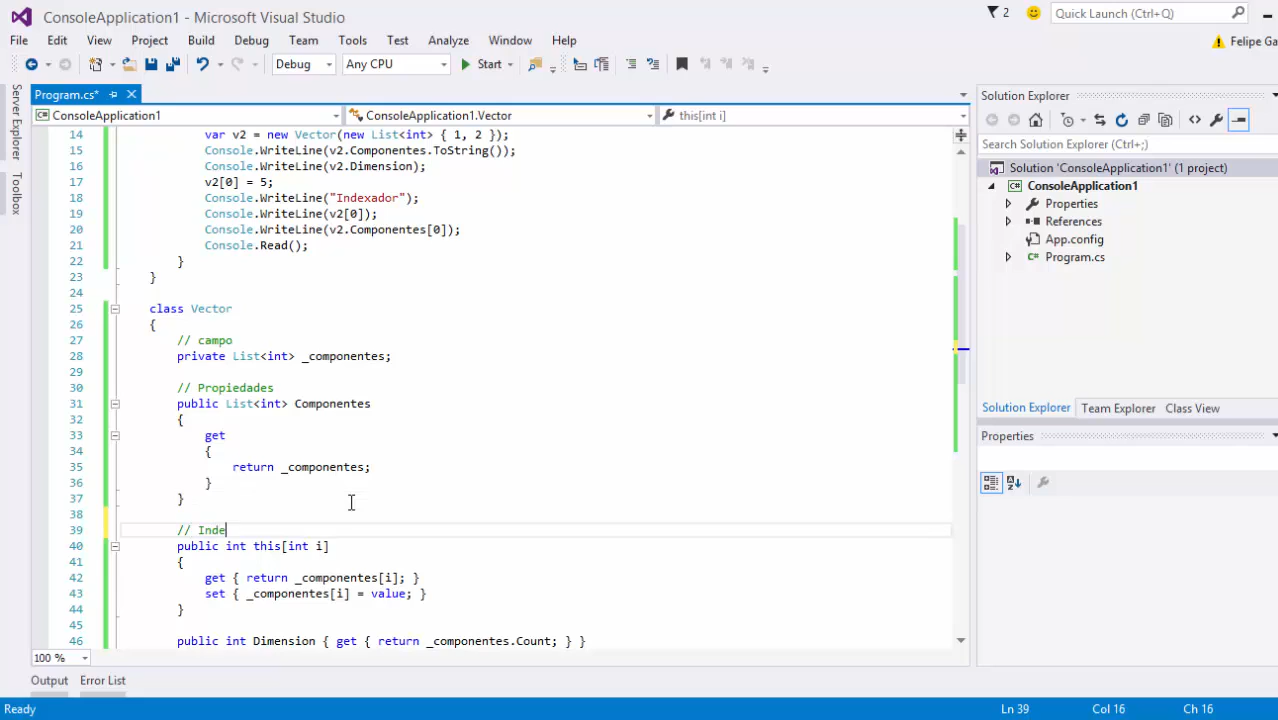 ConsoleApplication1 - Microsoft Visual Studio
2
Quick Launch (Ctrl+Q)
File Edit View Project Build Debug Team Tools Test Analyze Window Help
Felipe Ga
Debug Any CPU Start
Server Explorer
Toolbox
Program.cs*
ConsoleApplication1 ConsoleApplication1.Vector this[int i]
14 var v2 = new Vector(new List<int> { 1, 2 });
15 Console.WriteLine(v2.Componentes.ToString());
16 Console.WriteLine(v2.Dimension);
17 v2[0] = 5;
18 Console.WriteLine("Indexador");
19 Console.WriteLine(v2[0]);
20 Console.WriteLine(v2.Componentes[0]);
21 Console.Read();
22 }
23 }
24
25 class Vector
26 {
27 // campo
28 private List<int> _componentes;
29
30 // Propiedades
31 public List<int> Componentes
32 {
33 get
34 {
35 return _componentes;
36 }
37 }
38
39 // Inde
40 public int this[int i]
41 {
42 get { return _componentes[i]; }
43 set { _componentes[i] = value; }
44 }
45
46 public int Dimension { get { return _componentes.Count; } }
100 %
Solution Explorer
Search Solution Explorer (Ctrl+;)
Solution 'ConsoleApplication1' (1 project)
ConsoleApplication1
Properties
References
App.config
Program.cs
Solution Explorer Team Explorer Class View
Properties
Output Error List
Ready Ln 39 Col 16 Ch 16